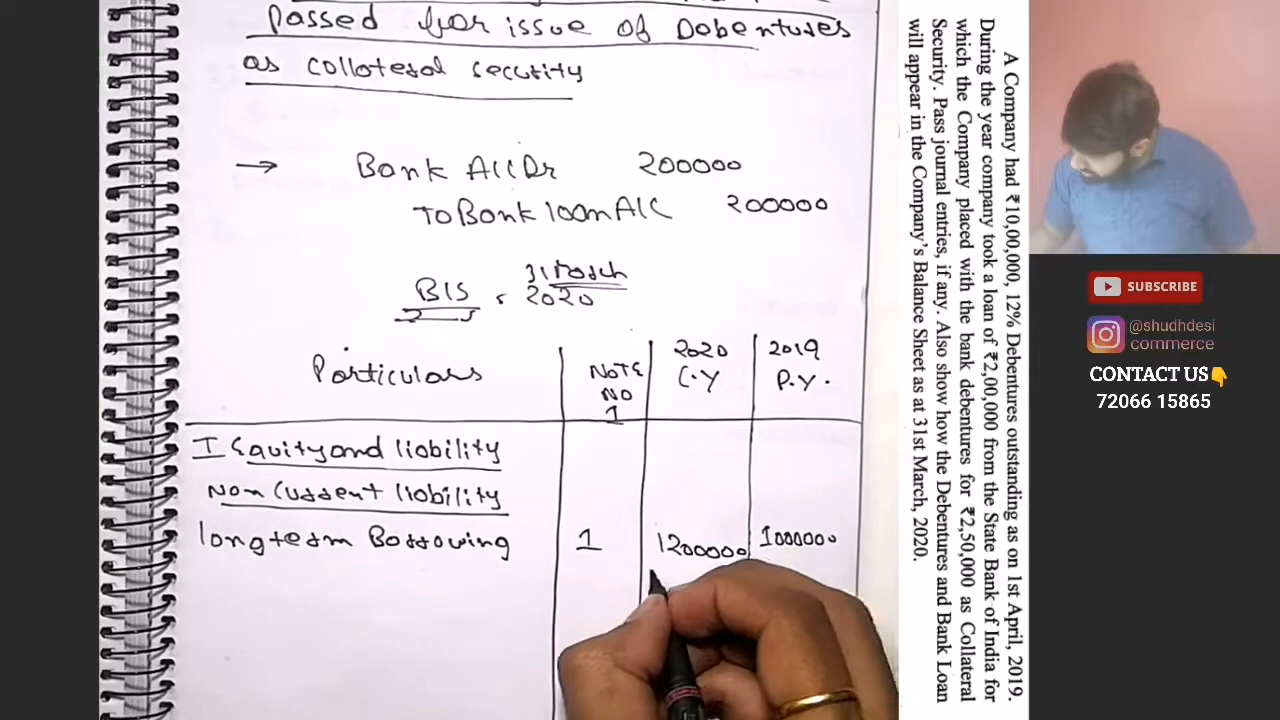 passed for issue of Debentures
as collateral security
→ Bank A/C Dr 200000
To Bank loan A/C 200000
B/S 31 March
2020
Particulars NOTE NO 1 2020 C.Y 2019 P.Y.
I Equity and liability
Non Current liability
long term Borrowing 1 1200000 1000000
A Company had ₹10,00,000, 12% Debentures outstanding as on 1st April, 2019.
During the year company took a loan of ₹2,00,000 from the State Bank of India for
which the Company placed with the bank debentures for ₹2,50,000 as Collateral
Security. Pass journal entries, if any. Also show how the Debentures and Bank Loan
will appear in the Company's Balance Sheet as at 31st March, 2020.
SUBSCRIBE
@shudhdesi
commerce
CONTACT US👇
72066 15865